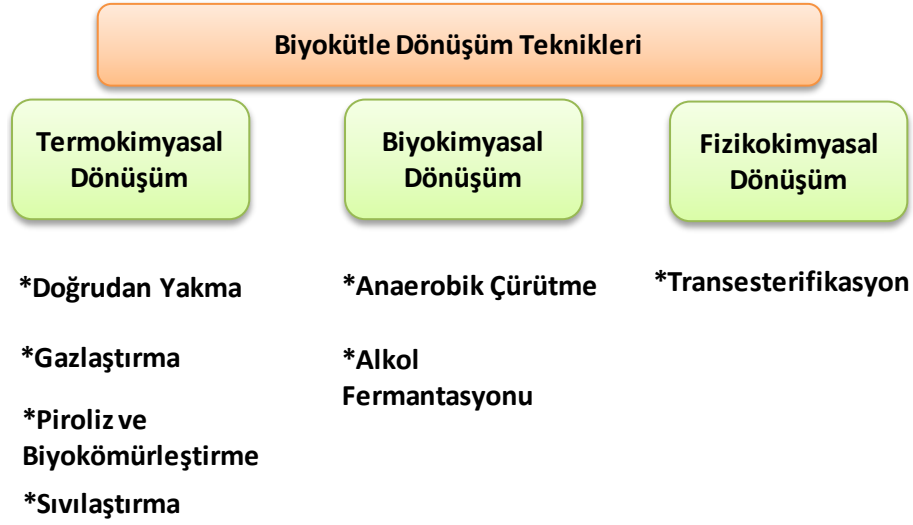 Biyokütle Dönüşüm Teknikleri
Termokimyasal
Dönüşüm
Biyokimyasal
Dönüşüm
Fizikokimyasal
Dönüşüm
*Doğrudan Yakma
*Gazlaştırma
*Piroliz ve
Biyokömürleştirme
*Sıvılaştırma
*Anaerobik Çürütme
*Alkol
Fermantasyonu
*Transesterifikasyon